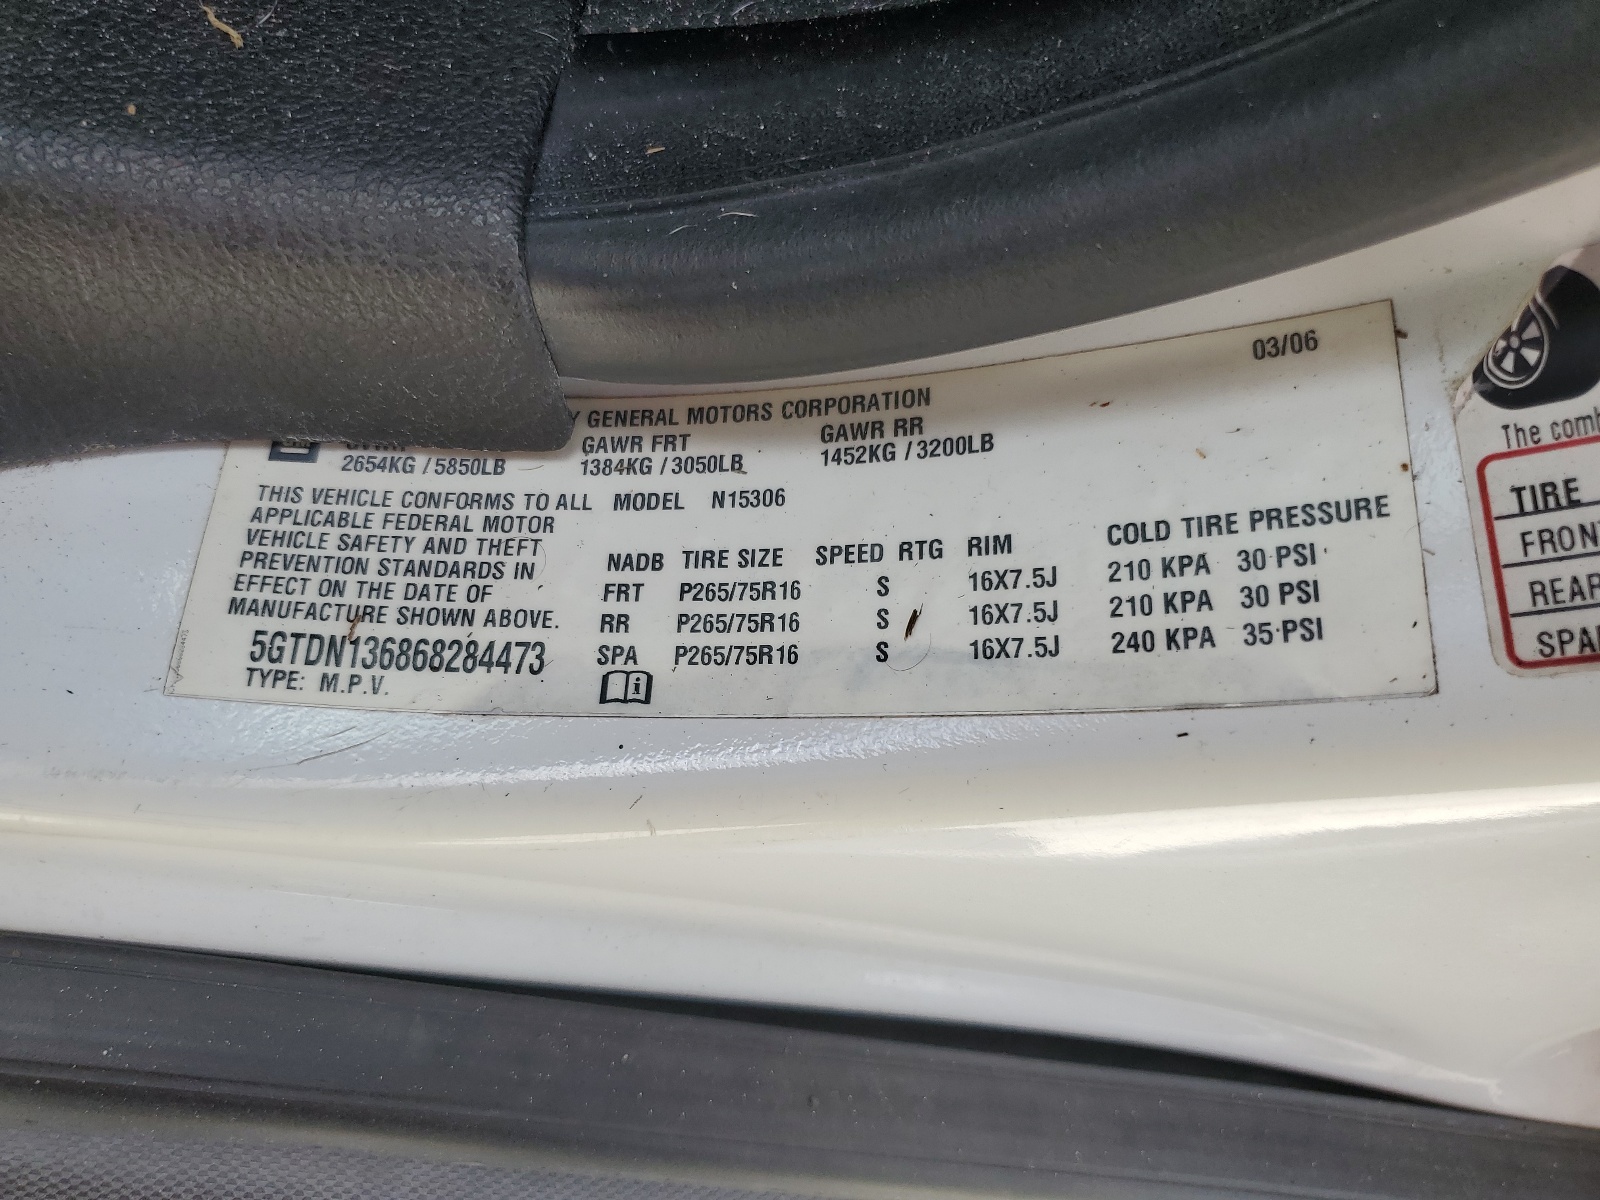 03/06
GENERAL MOTORS CORPORATION
GAWR FRT GAWR RR
2654KG / 5850LB 1384KG / 3050LB 1452KG / 3200LB
THIS VEHICLE CONFORMS TO ALL
APPLICABLE FEDERAL MOTOR
VEHICLE SAFETY AND THEFT
PREVENTION STANDARDS IN
EFFECT ON THE DATE OF
MANUFACTURE SHOWN ABOVE.
5GTDN136868284473
TYPE: M.P.V.
MODEL N15306
NADB TIRE SIZE SPEED RTG RIM COLD TIRE PRESSURE
FRT P265/75R16 S 16X7.5J 210 KPA 30 PSI
RR P265/75R16 S 16X7.5J 210 KPA 30 PSI
SPA P265/75R16 S 16X7.5J 240 KPA 35 PSI
i
The comb
TIRE
FRONT
REAR
SPA